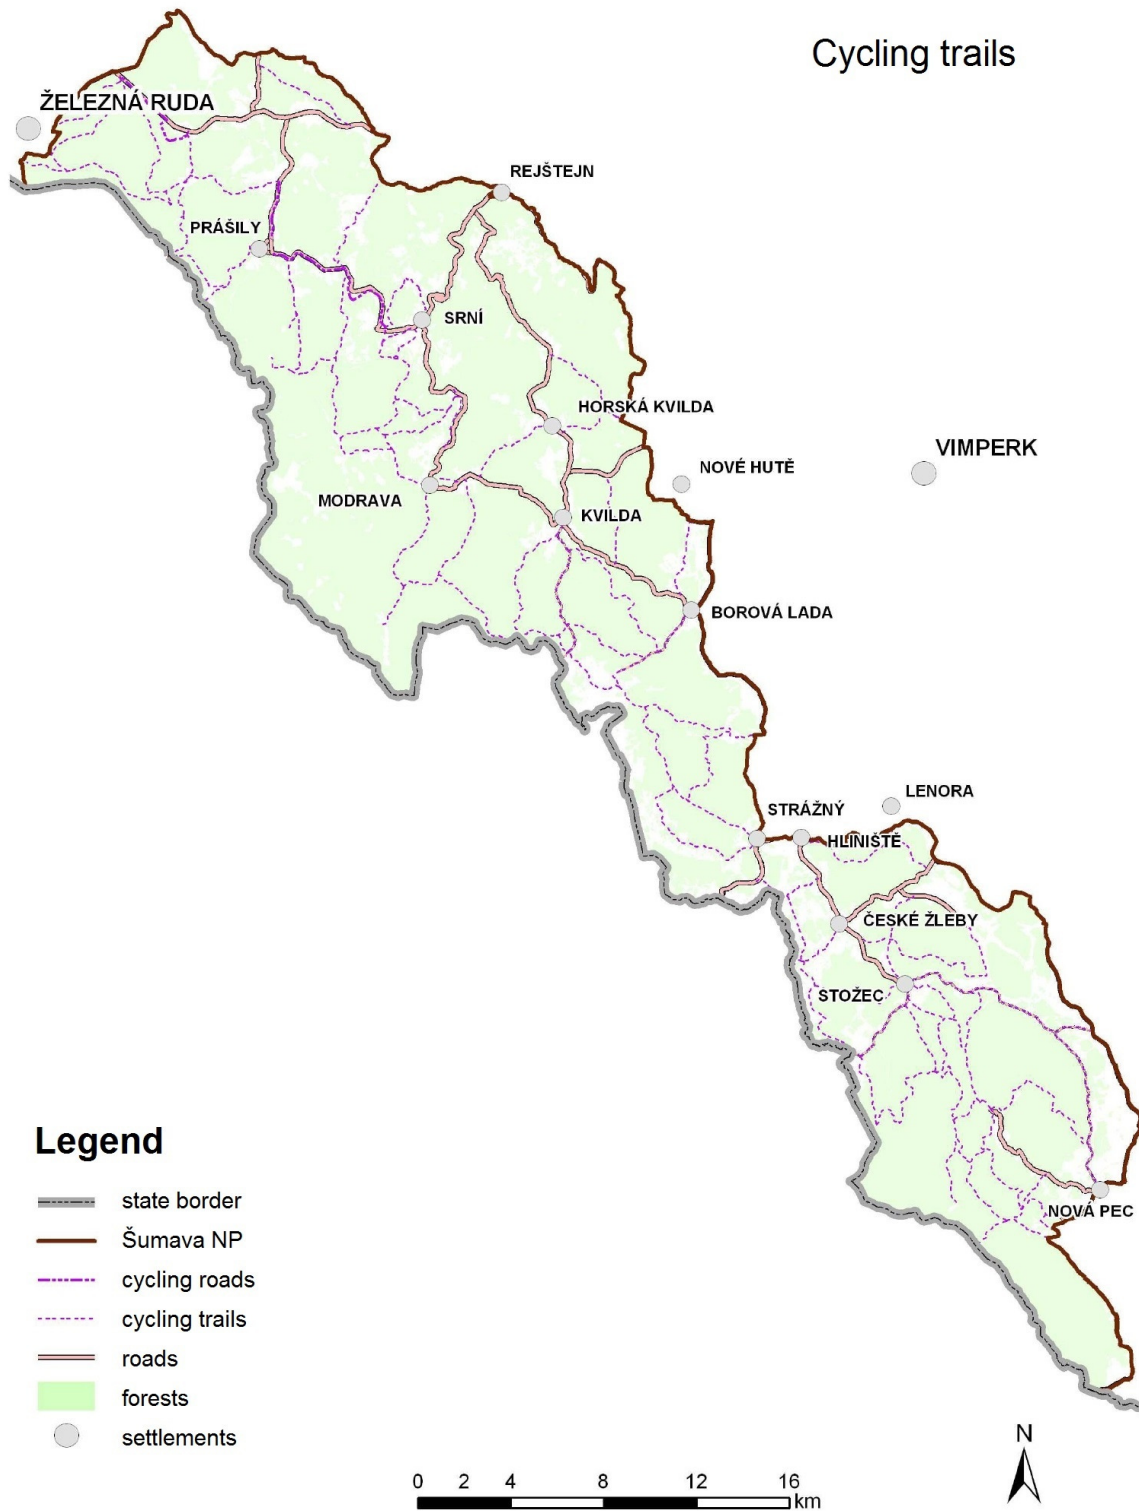 Cycling trails
ŽELEZNÁ RUDA
REJŠTEJN
PRÁŠILY
SRNÍ
HORSKÁ KVILDA
VIMPERK
NOVÉ HUTĚ
MODRAVA
KVILDA
BOROVÁ LADA
LENORA
STRÁŽNÝ
HLINIŠTĚ
ČESKÉ ŽLEBY
STOŽEC
NOVÁ PEC
Legend
state border
Šumava NP
cycling roads
cycling trails
roads
forests
settlements
N
0 2 4 8 12 16
km